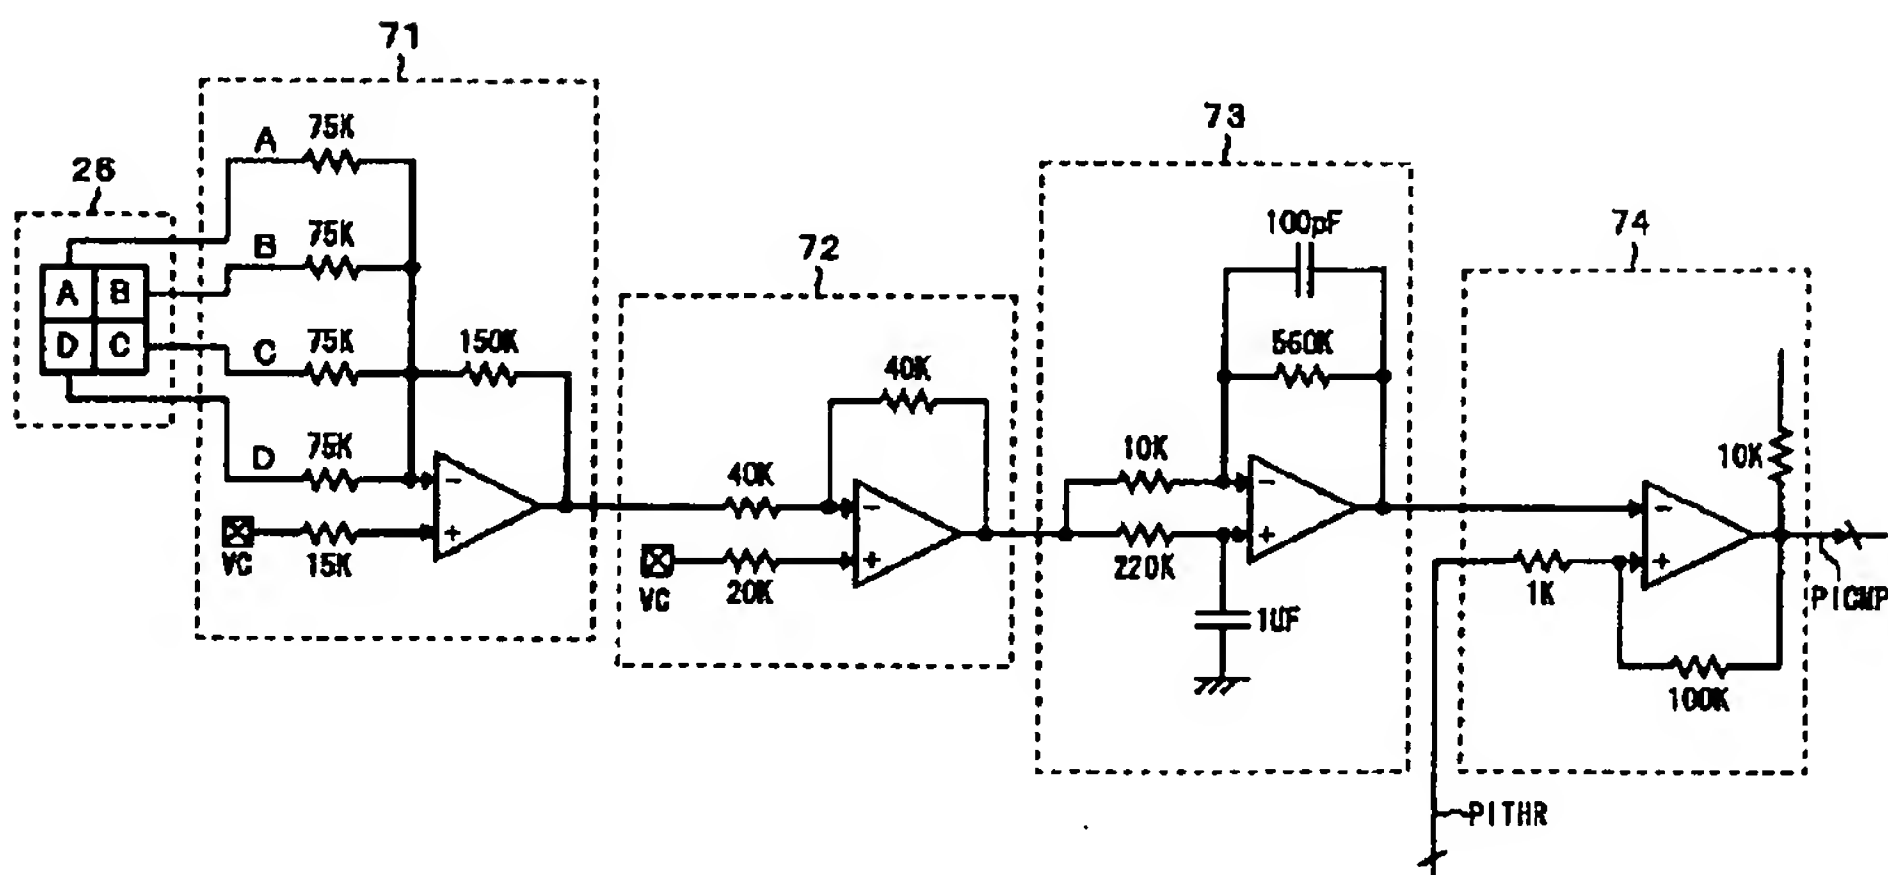 71
A 75K
26
B 75K
A B
D C
C 75K
150K
D 75K
-
+
VC 15K
72
40K
40K
-
+
VC 20K
73
100pF
560K
10K
-
220K
+
1UF
74
10K
-
+
1K
PICMP
100K
PITHR